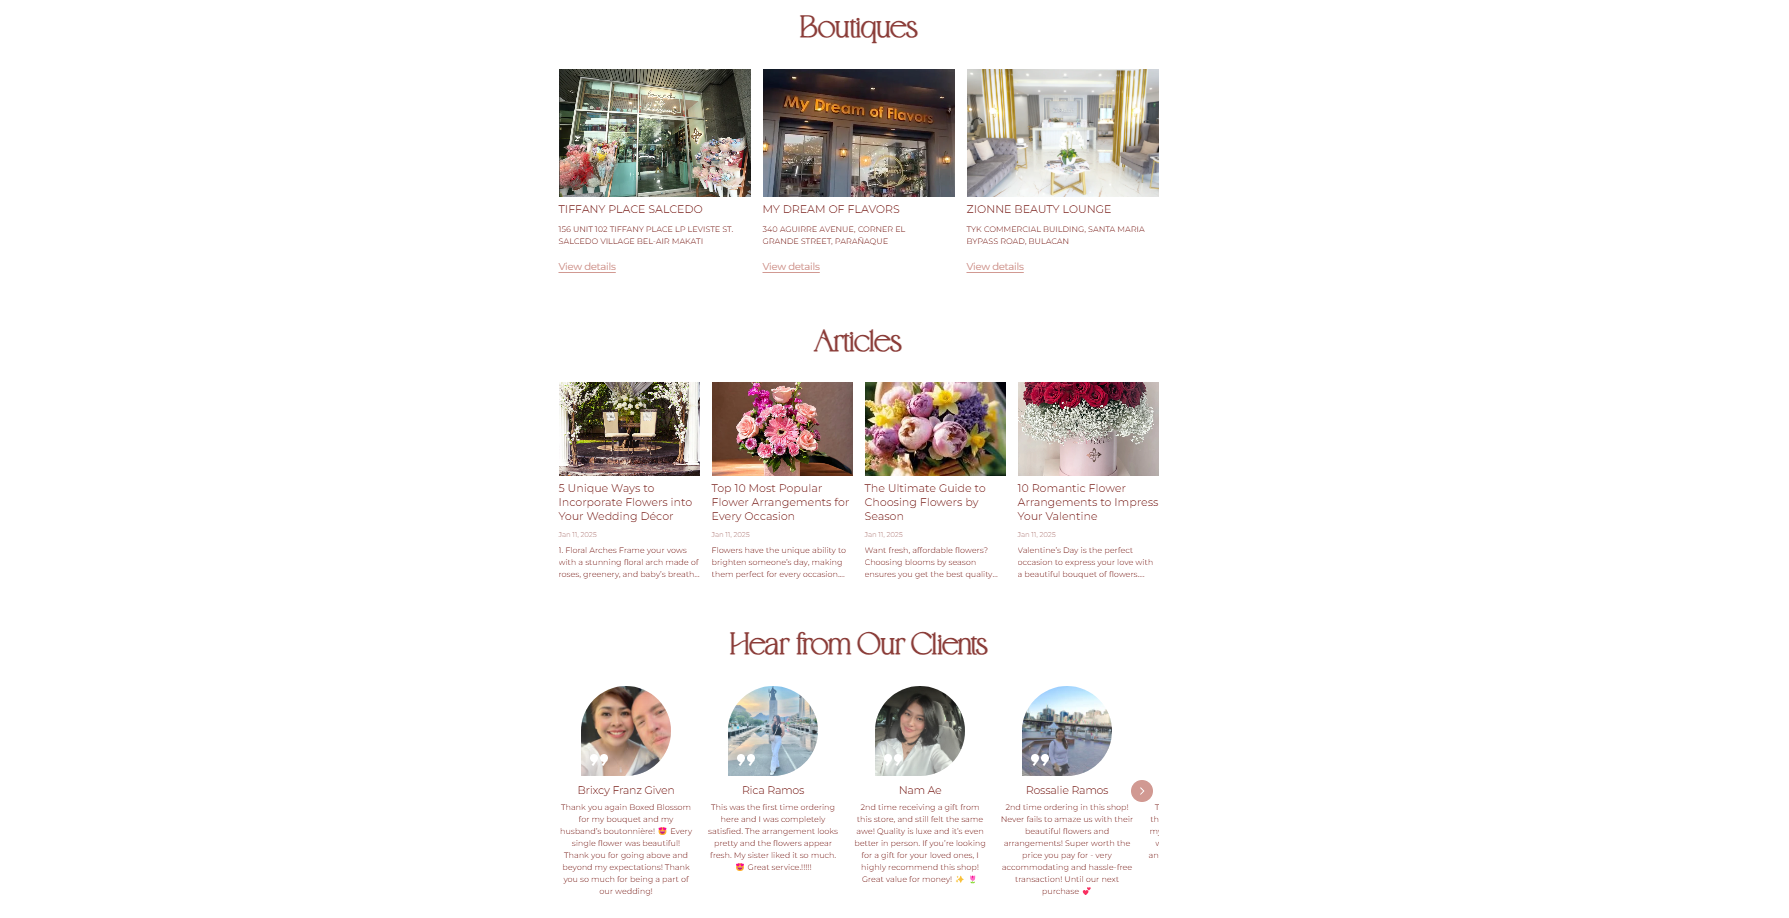 Boutiques
My Dream of Flavors
TIFFANY PLACE SALCEDO
156 UNIT 102 TIFFANY PLACE LP LEVISTE ST.
SALCEDO VILLAGE BEL-AIR MAKATI
View details
MY DREAM OF FLAVORS
340 AGUIRRE AVENUE, CORNER EL
GRANDE STREET, PARAÑAQUE
View details
ZIONNE BEAUTY LOUNGE
TYK COMMERCIAL BUILDING, SANTA MARIA
BYPASS ROAD, BULACAN
View details
Articles
5 Unique Ways to
Incorporate Flowers into
Your Wedding Décor
Jan 11, 2025
1. Floral Arches Frame your vows
with a stunning floral arch made of
roses, greenery, and baby's breath...
Top 10 Most Popular
Flower Arrangements for
Every Occasion
Jan 11, 2025
Flowers have the unique ability to
brighten someone's day, making
them perfect for every occasion....
The Ultimate Guide to
Choosing Flowers by
Season
Jan 11, 2025
Want fresh, affordable flowers?
Choosing blooms by season
ensures you get the best quality...
10 Romantic Flower
Arrangements to Impress
Your Valentine
Jan 11, 2025
Valentine's Day is the perfect
occasion to express your love with
a beautiful bouquet of flowers....
Hear from Our Clients
Brixcy Franz Given
Thank you again Boxed Blossom
for my bouquet and my
husband's boutonnière! 😍 Every
single flower was beautiful!
Thank you for going above and
beyond my expectations! Thank
you so much for being a part of
our wedding!
Rica Ramos
This was the first time ordering
here and I was completely
satisfied. The arrangement looks
pretty and the flowers appear
fresh. My sister liked it so much.
😍 Great service.!!!!!
Nam Ae
2nd time receiving a gift from
this store, and still felt the same
awe! Quality is luxe and it's even
better in person. If you're looking
for a gift for your loved ones, I
highly recommend this shop!
Great value for money! ✨ 🌷
Rossalie Ramos
2nd time ordering in this shop!
Never fails to amaze us with their
beautiful flowers and
arrangements! Super worth the
price you pay for - very
accommodating and hassle-free
transaction! Until our next
purchase 💕